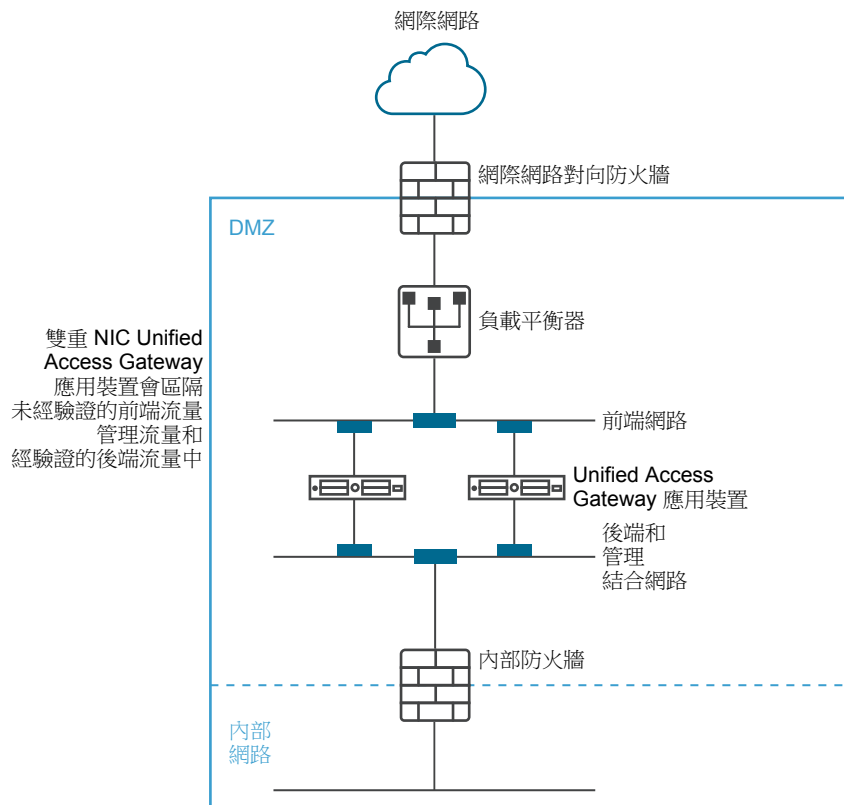 網際網路
網際網路對向防火牆
DMZ
負載平衡器
雙重 NIC Unified
Access Gateway
應用裝置會區隔
未經驗證的前端流量
管理流量和
經驗證的後端流量中
前端網路
Unified Access
Gateway 應用裝置
後端和
管理
結合網路
內部防火牆
內部
網路